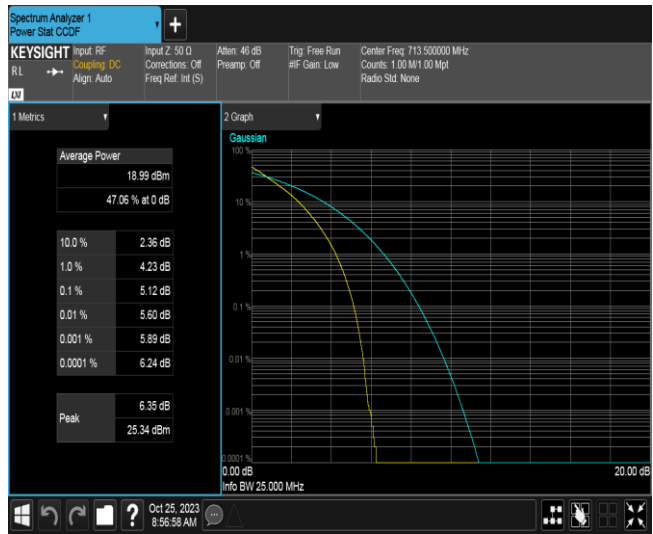 Spectrum Analyzer 1
Power Stat CCDF
+
KEYSIGHT
RL
LXI
Input: RF
Coupling: DC
Align: Auto
Input Z: 50 Ω
Corrections: Off
Freq Ref: Int (S)
Atten: 46 dB
Preamp: Off
Trig: Free Run
#IF Gain: Low
Center Freq: 713.500000 MHz
Counts: 1.00 M/1.00 Mpt
Radio Std: None
1 Metrics
Average Power
18.99 dBm
47.06 % at 0 dB
10.0 % 2.36 dB
1.0 % 4.23 dB
0.1 % 5.12 dB
0.01 % 5.60 dB
0.001 % 5.89 dB
0.0001 % 6.24 dB
Peak
6.35 dB
25.34 dBm
2 Graph
Gaussian
100 %
10 %
1 %
0.1 %
0.01 %
0.001 %
0.0001 %
0.00 dB 20.00 dB
Info BW 25.000 MHz
?
Oct 25, 2023
8:56:58 AM